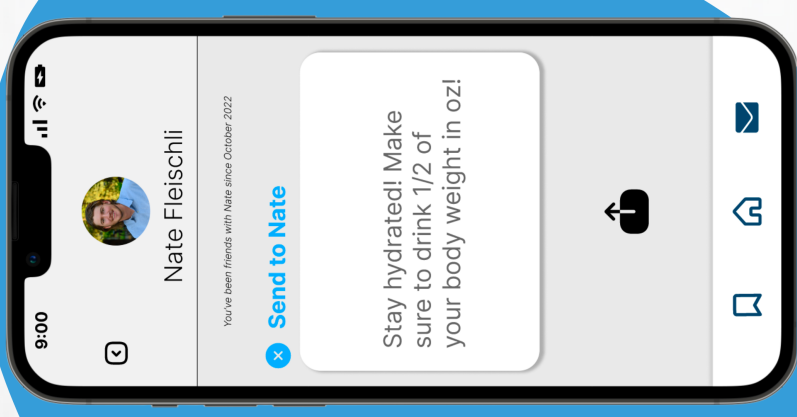 9:00
Nate Fleischli
You've been friends with Nate since October 2022
Send to Nate
Stay hydrated! Make
sure to drink 1/2 of
your body weight in oz!